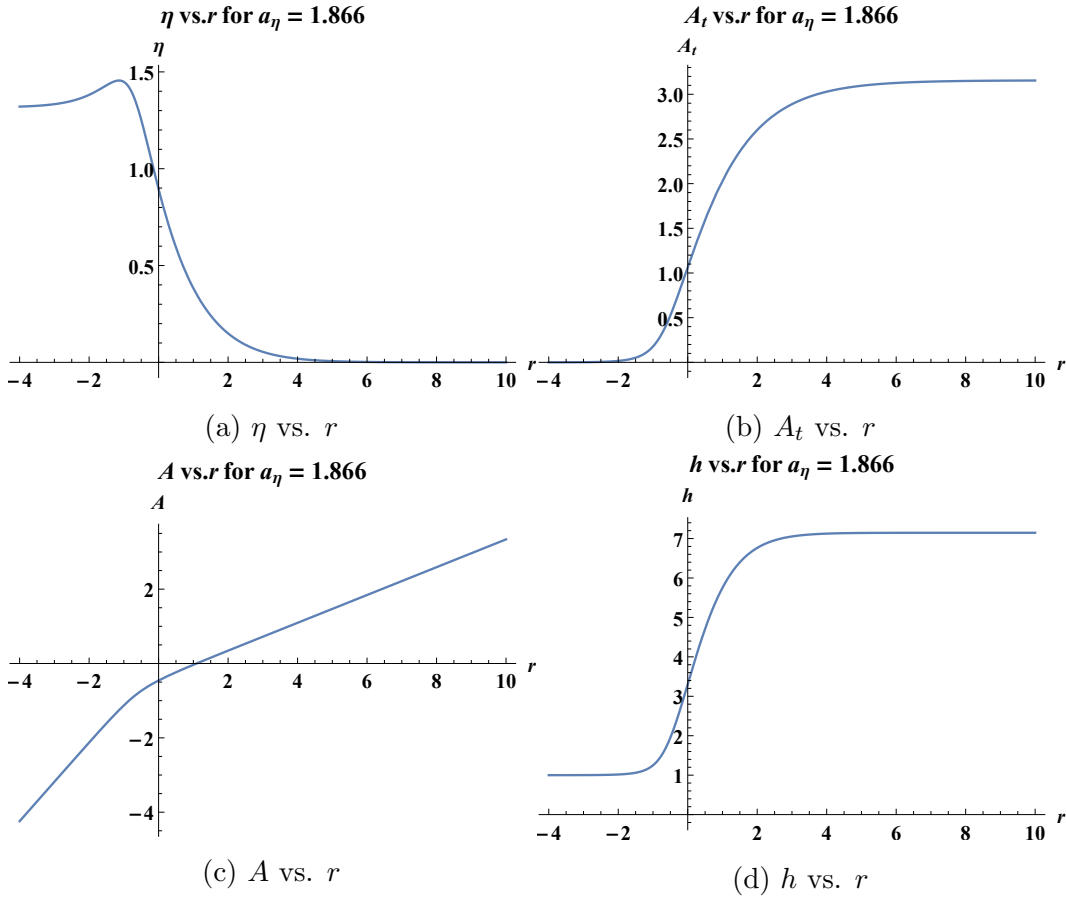 η vs.r for aη = 1.866
η
1.5
1.0
0.5
−4 −2 2 4 6 8 10 r
(a) η vs. r
At vs.r for aη = 1.866
At
3.0
2.5
2.0
1.5
1.0
0.5
−4 −2 2 4 6 8 10 r
(b) At vs. r
A vs.r for aη = 1.866
A
2
−4 −2 2 4 6 8 10 r
−2
−4
(c) A vs. r
h vs.r for aη = 1.866
h
7
6
5
4
3
2
1
−4 −2 2 4 6 8 10 r
(d) h vs. r